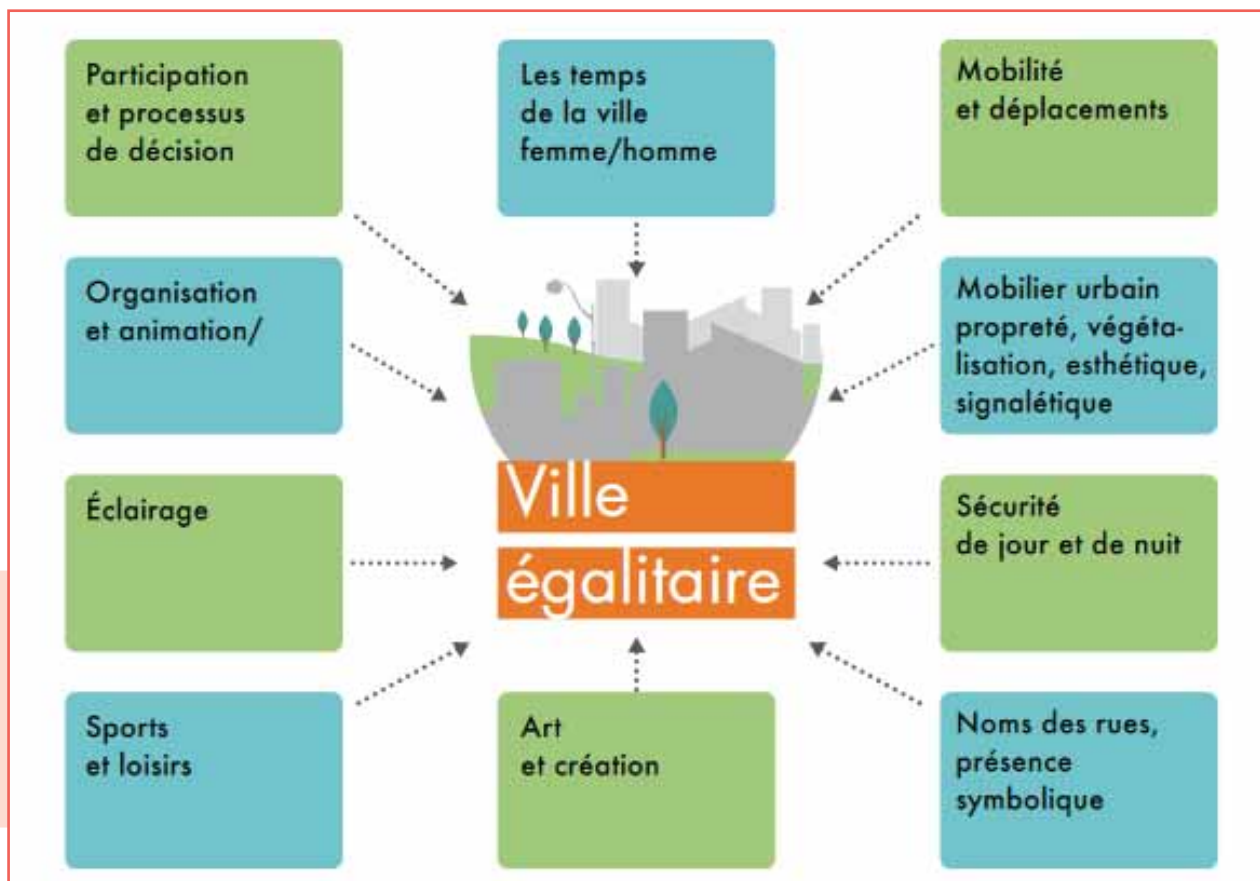 Participation
et processus
de décision
Les temps
de la ville
femme/homme
Mobilité
et déplacements
Organisation
et animation/
Mobilier urbain
propreté, végéta-
lisation, esthétique,
signalétique
Ville
égalitaire
Éclairage
Sécurité
de jour et de nuit
Sports
et loisirs
Art
et création
Noms des rues,
présence
symbolique